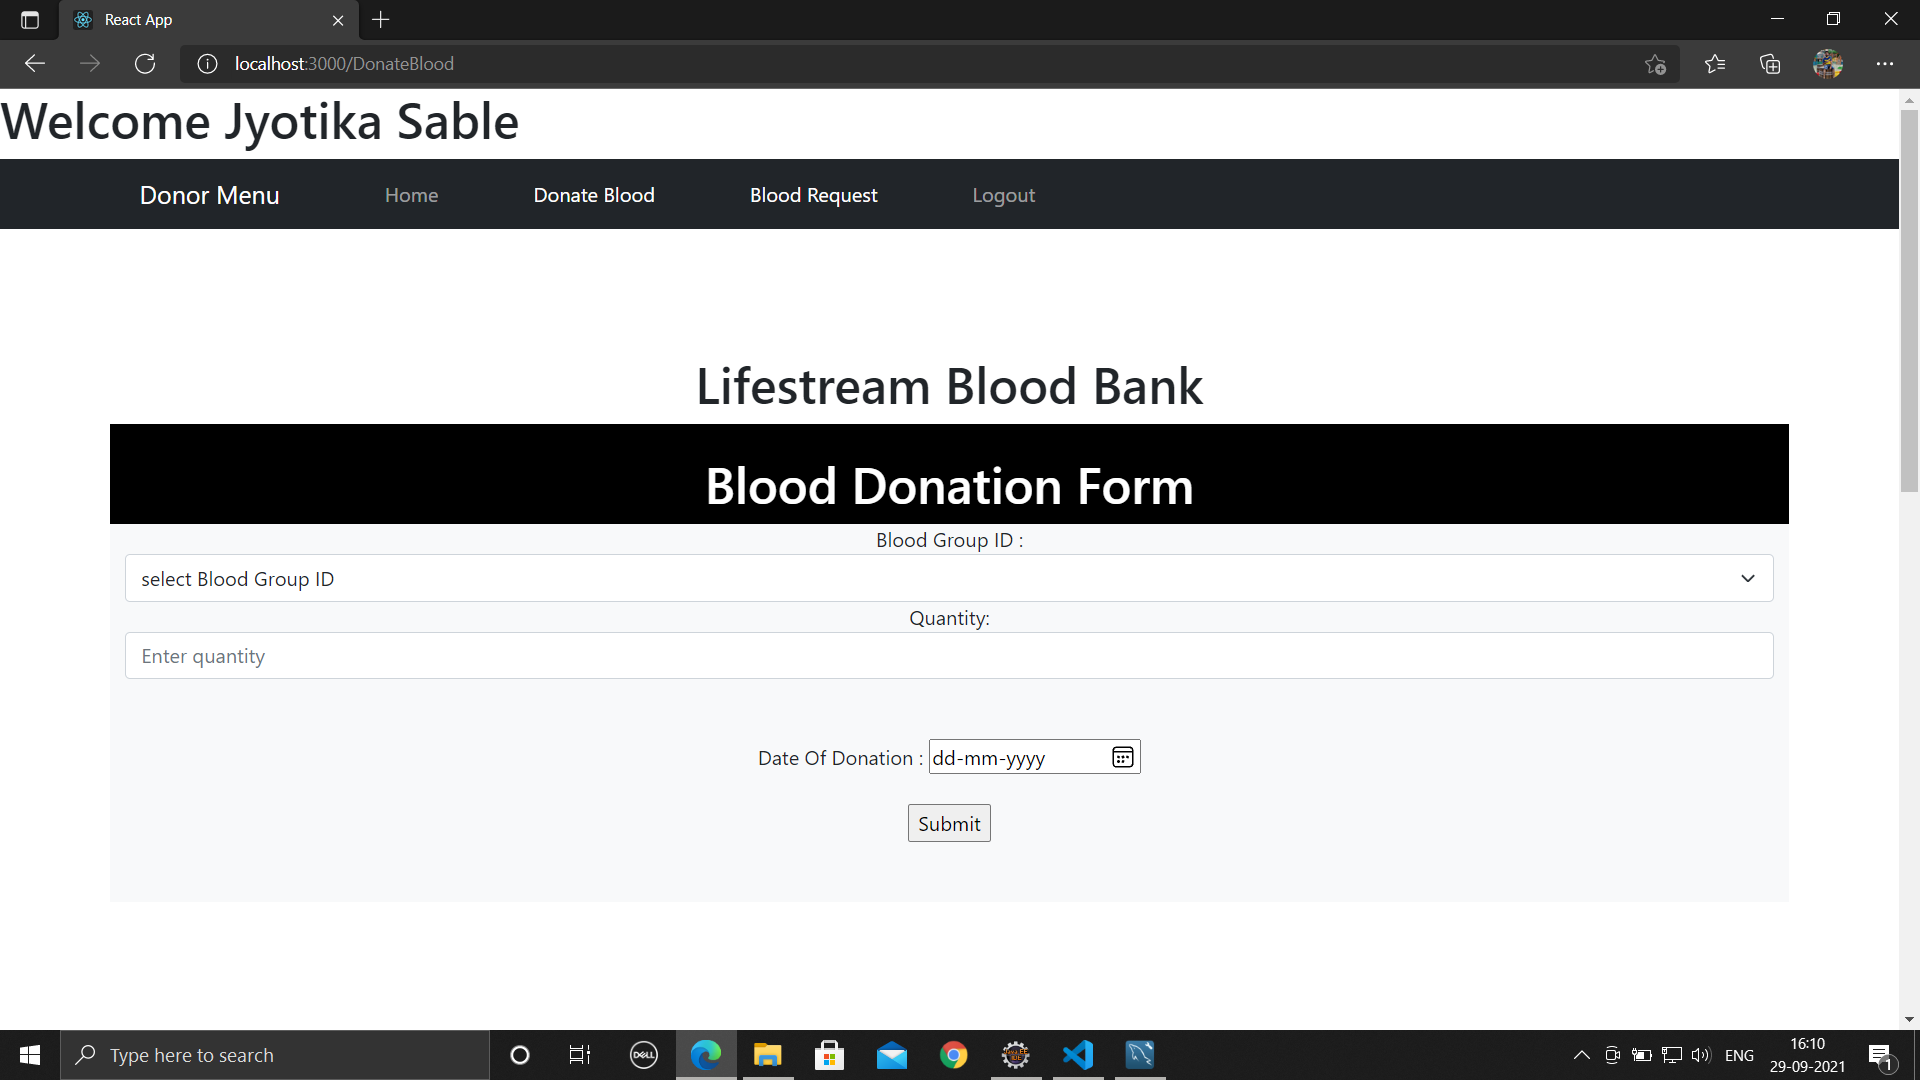 React App
localhost:3000/DonateBlood
Welcome Jyotika Sable
Donor Menu Home Donate Blood Blood Request Logout
Lifestream Blood Bank
Blood Donation Form
Blood Group ID :
select Blood Group ID
Quantity:
Enter quantity
Date Of Donation : dd-mm-yyyy
Submit
Type here to search
DELL
ENG
16:10
29-09-2021
1